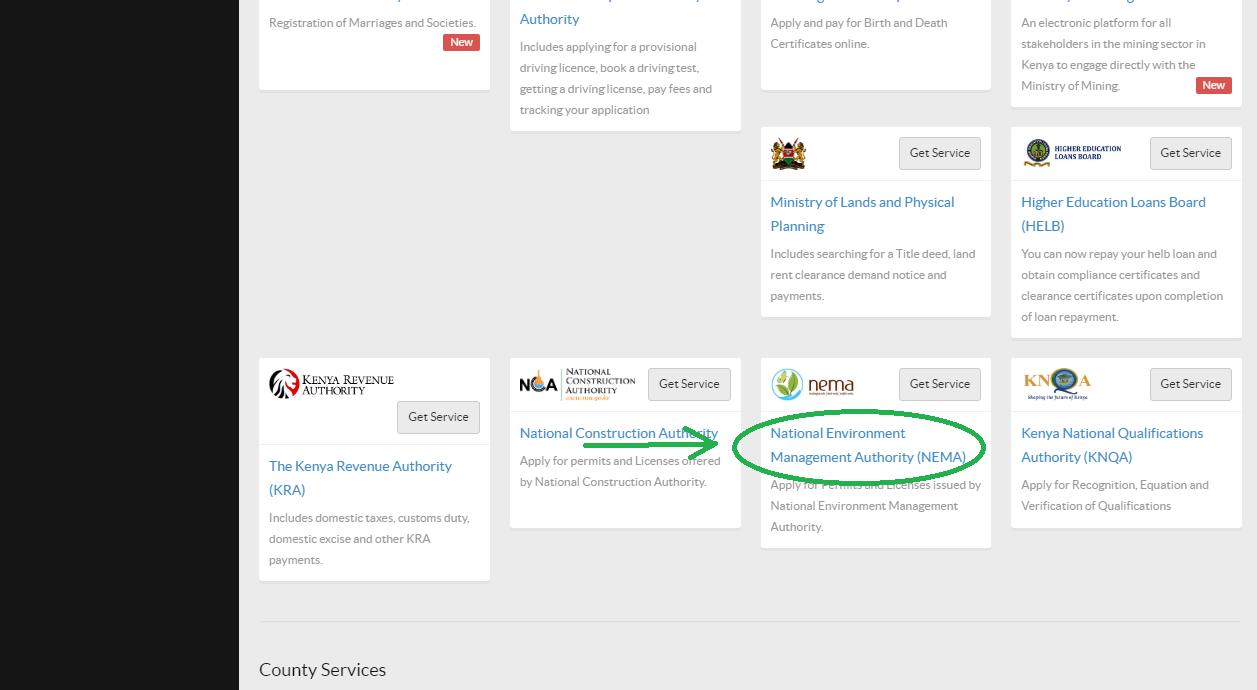 Registration of Marriages and Societies.
New
Authority
Includes applying for a provisional
driving licence, book a driving test,
getting a driving license, pay fees and
tracking your application
Apply and pay for Birth and Death
Certificates online.
An electronic platform for all
stakeholders in the mining sector in
Kenya to engage directly with the
Ministry of Mining.
New
Get Service
Ministry of Lands and Physical
Planning
Includes searching for a Title deed, land
rent clearance demand notice and
payments.
HIGHER EDUCATION
LOANS BOARD
Get Service
Higher Education Loans Board
(HELB)
You can now repay your helb loan and
obtain compliance certificates and
clearance certificates upon completion
of loan repayment.
KENYA REVENUE
AUTHORITY
Get Service
The Kenya Revenue Authority
(KRA)
Includes domestic taxes, customs duty,
domestic excise and other KRA
payments.
NCA
NATIONAL
CONSTRUCTION
AUTHORITY
Get Service
National Construction Authority
Apply for permits and Licenses offered
by National Construction Authority.
nema
Get Service
National Environment
Management Authority (NEMA)
Apply for Permits and Licenses issued by
National Environment Management
Authority.
KNQA
Shaping the future of Kenya
Get Service
Kenya National Qualifications
Authority (KNQA)
Apply for Recognition, Equation and
Verification of Qualifications
County Services